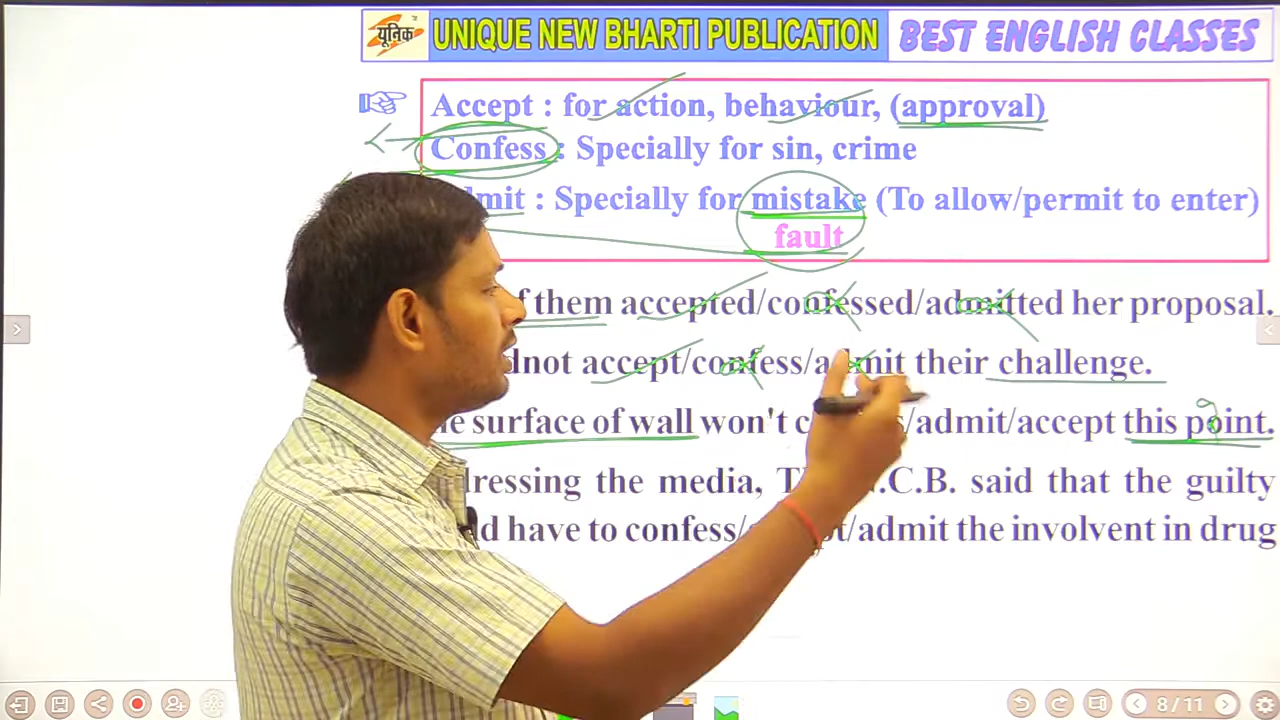 यूनिक UNIQUE NEW BHARTI PUBLICATION BEST ENGLISH CLASSES
Accept : for action, behaviour, (approval)
Confess : Specially for sin, crime
mit : Specially for mistake (To allow/permit to enter)
fault
f them accepted/confessed/admitted her proposal.
dnot accept/confess/admit their challenge.
surface of wall won't /admit/accept this point.
dressing the media, .C.B. said that the guilty
have to confess/ /admit the involvent in drug
8/11